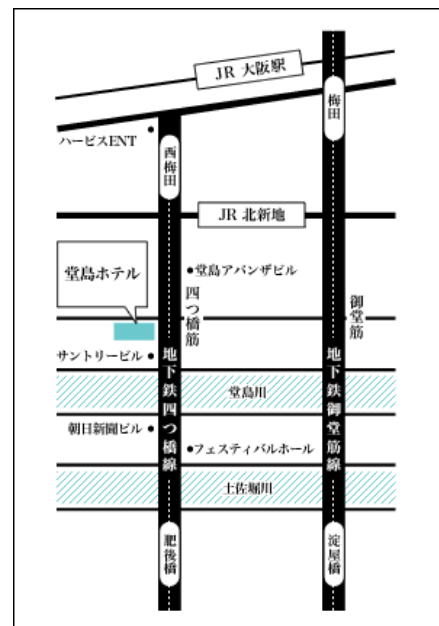 JR 大阪駅
梅田
ハービスENT
西梅田
JR 北新地
堂島ホテル
堂島アバンザビル
四つ橋筋
御堂筋
サントリービル
地下鉄四つ橋線
地下鉄御堂筋線
堂島川
朝日新聞ビル
フェスティバルホール
土佐堀川
肥後橋
淀屋橋